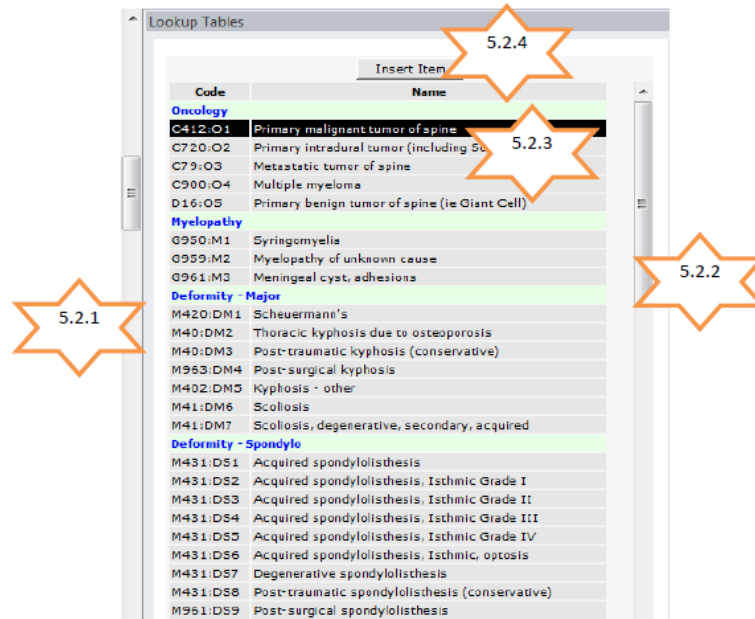 Lookup Tables
5.2.4
Insert Item
Code Name
Oncology
C412:O1 Primary malignant tumor of spine
5.2.3
C720:O2 Primary intradural tumor (including
C79:O3 Metastatic tumor of spine
C900:O4 Multiple myeloma
D16:O5 Primary benign tumor of spine (ie Giant Cell)
Myelopathy
G950:M1 Syringomyelia
G959:M2 Myelopathy of unknown cause
G961:M3 Meningeal cyst, adhesions
5.2.2
Deformity - Major
5.2.1
M420:DM1 Scheuermann's
M40:DM2 Thoracic kyphosis due to osteoporosis
M40:DM3 Post-traumatic kyphosis (conservative)
M963:DM4 Post-surgical kyphosis
M402:DM5 Kyphosis - other
M41:DM6 Scoliosis
M41:DM7 Scoliosis, degenerative, secondary, acquired
Deformity - Spondylo
M431:DS1 Acquired spondylolisthesis
M431:DS2 Acquired spondylolisthesis, Isthmic Grade I
M431:DS3 Acquired spondylolisthesis, Isthmic Grade II
M431:DS4 Acquired spondylolisthesis, Isthmic Grade III
M431:DS5 Acquired spondylolisthesis, Isthmic Grade IV
M431:DS6 Acquired spondylolisthesis, Isthmic, optosis
M431:DS7 Degenerative spondylolisthesis
M431:DS8 Post-traumatic spondylolisthesis (conservative)
M961:DS9 Post-surgical spondylolisthesis